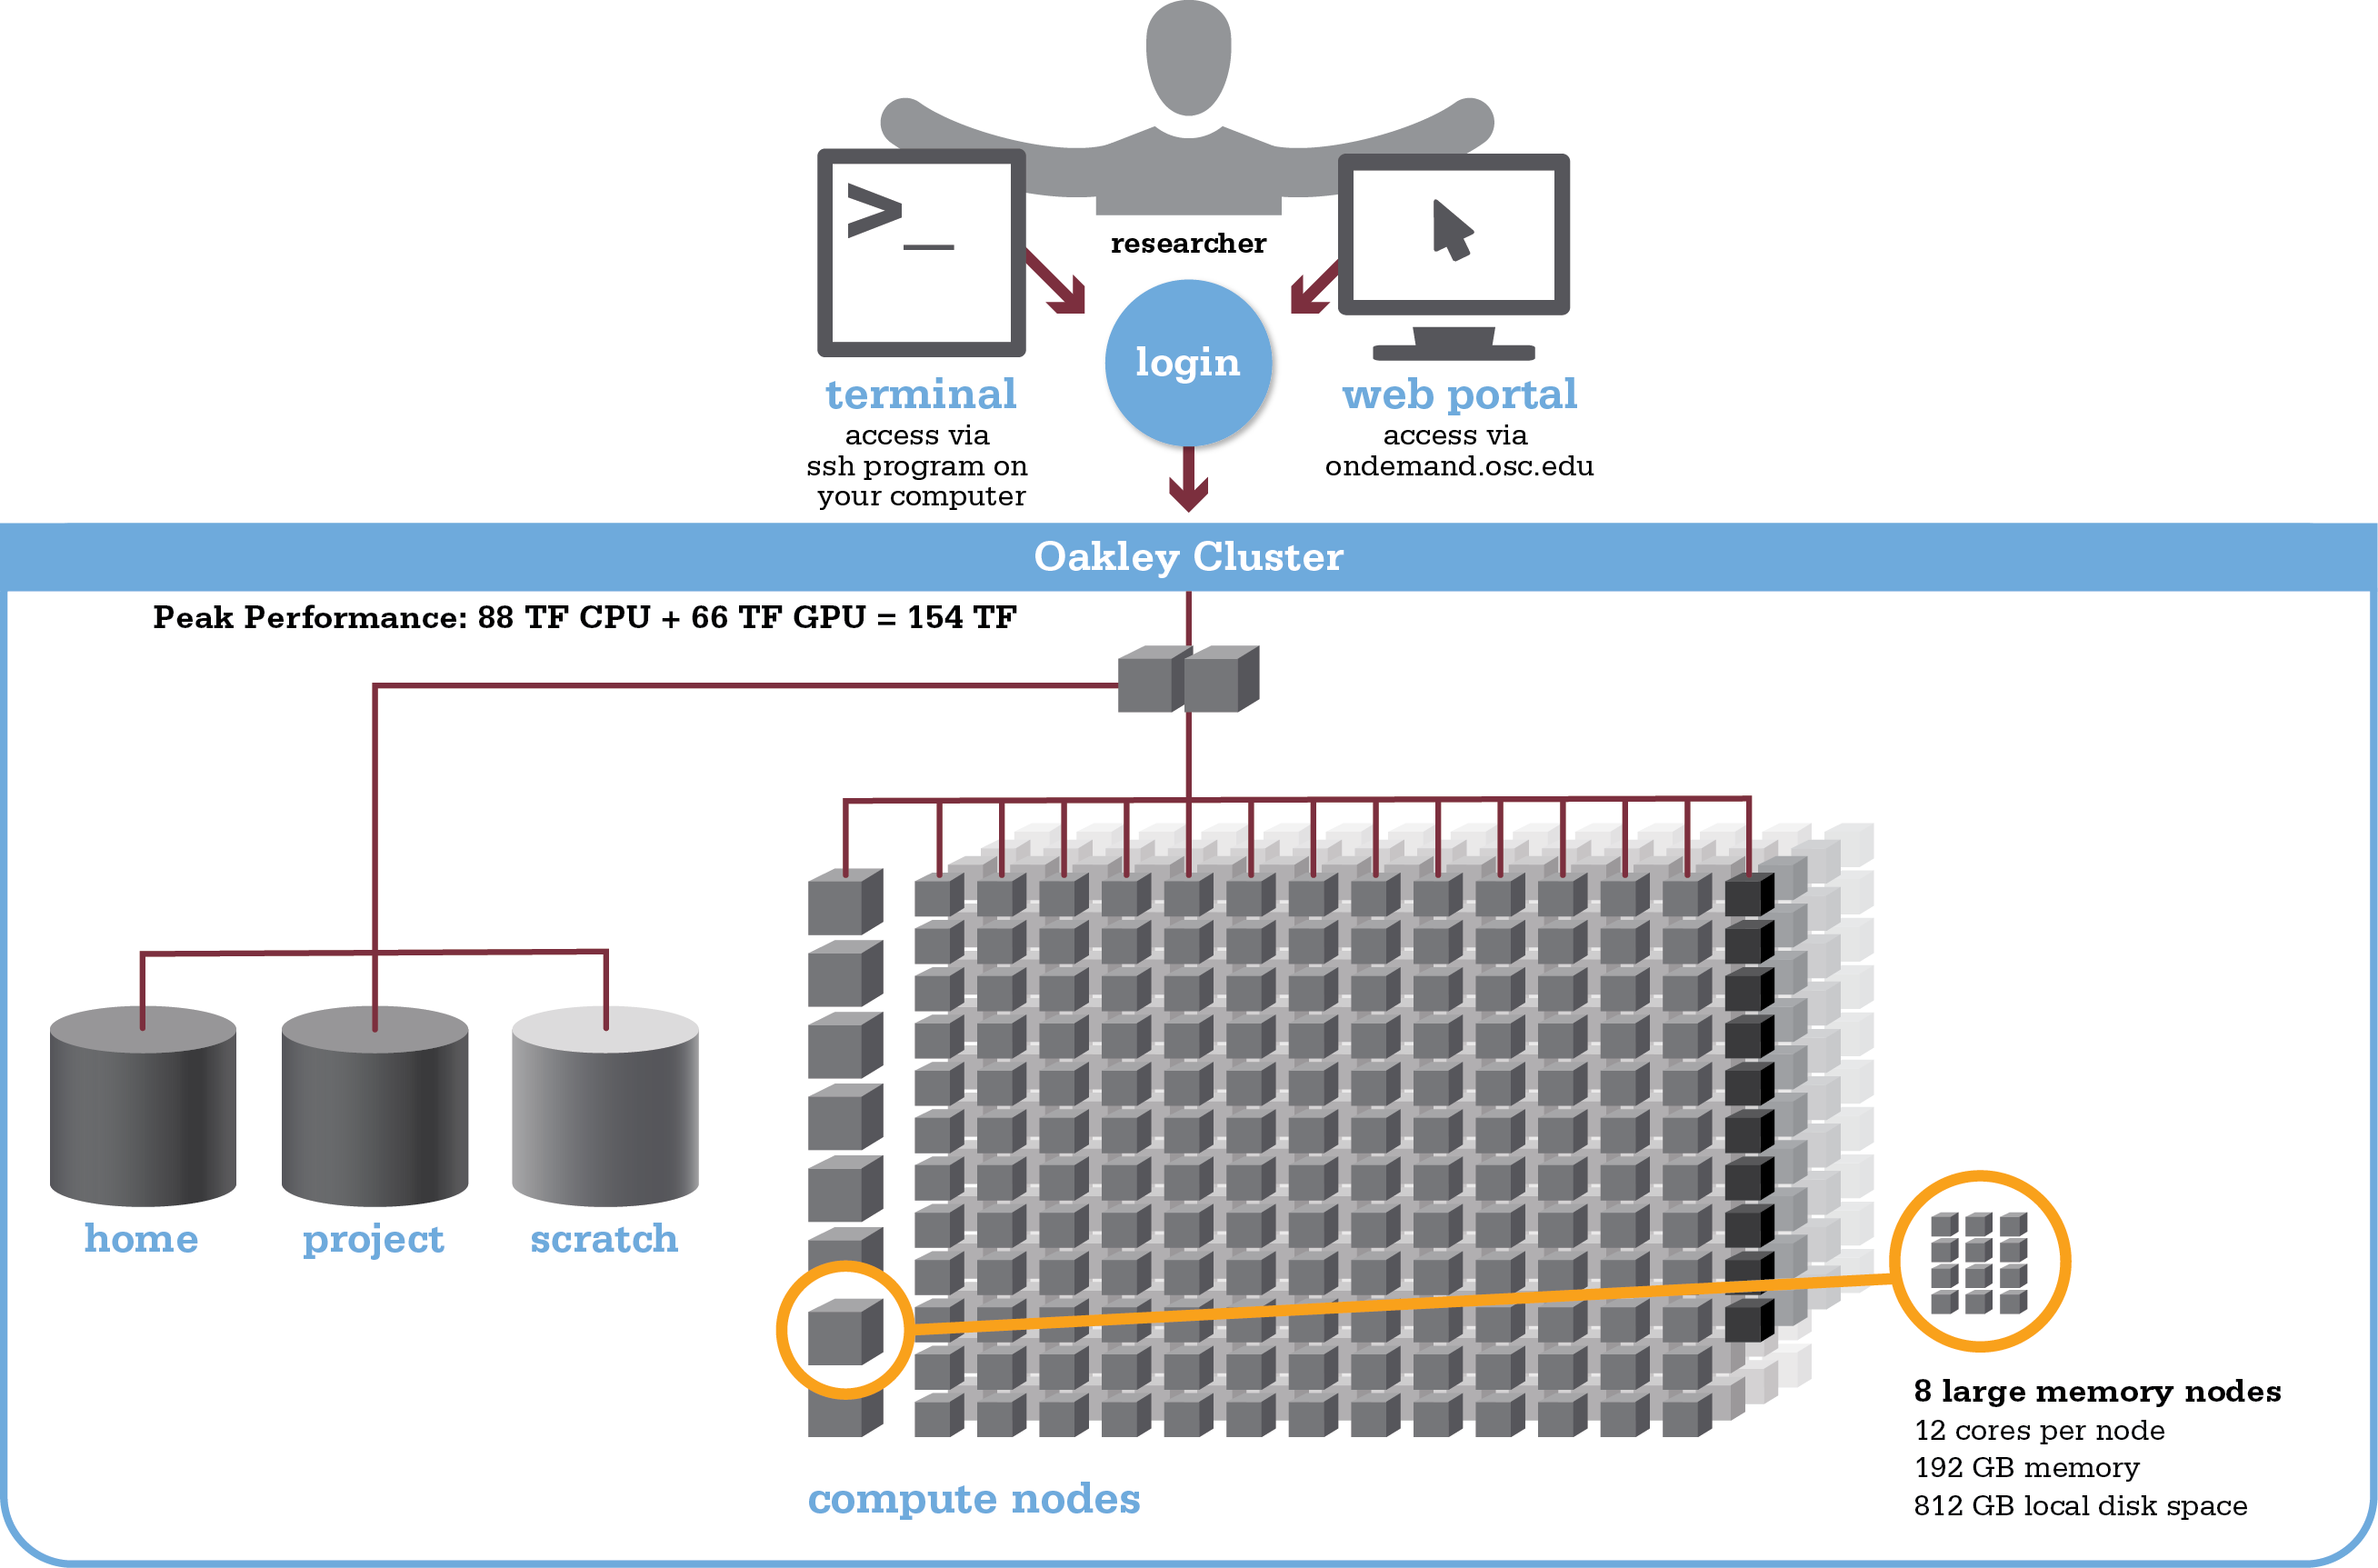 >_
researcher
login
terminal
access via
ssh program on
your computer
web portal
access via
ondemand.osc.edu
Oakley Cluster
Peak Performance: 88 TF CPU + 66 TF GPU = 154 TF
home
project
scratch
compute nodes
8 large memory nodes
12 cores per node
192 GB memory
812 GB local disk space